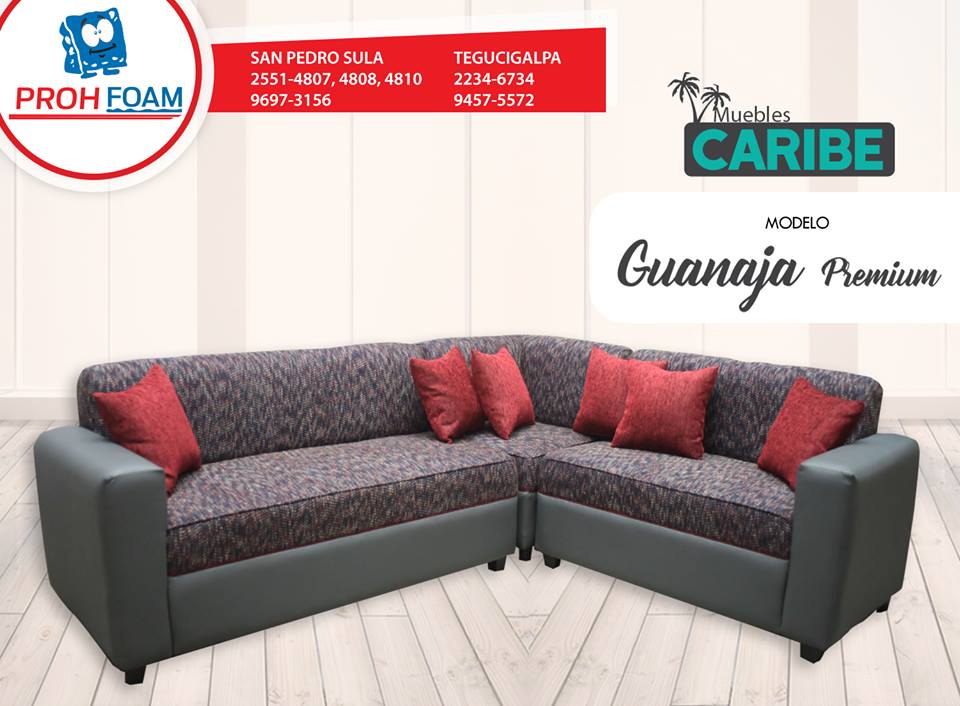 PROH FOAM
SAN PEDRO SULA
2551-4807, 4808, 4810
9697-3156
TEGUCIGALPA
2234-6734
9457-5572
Muebles
CARIBE
MODELO
Guanaja Premium